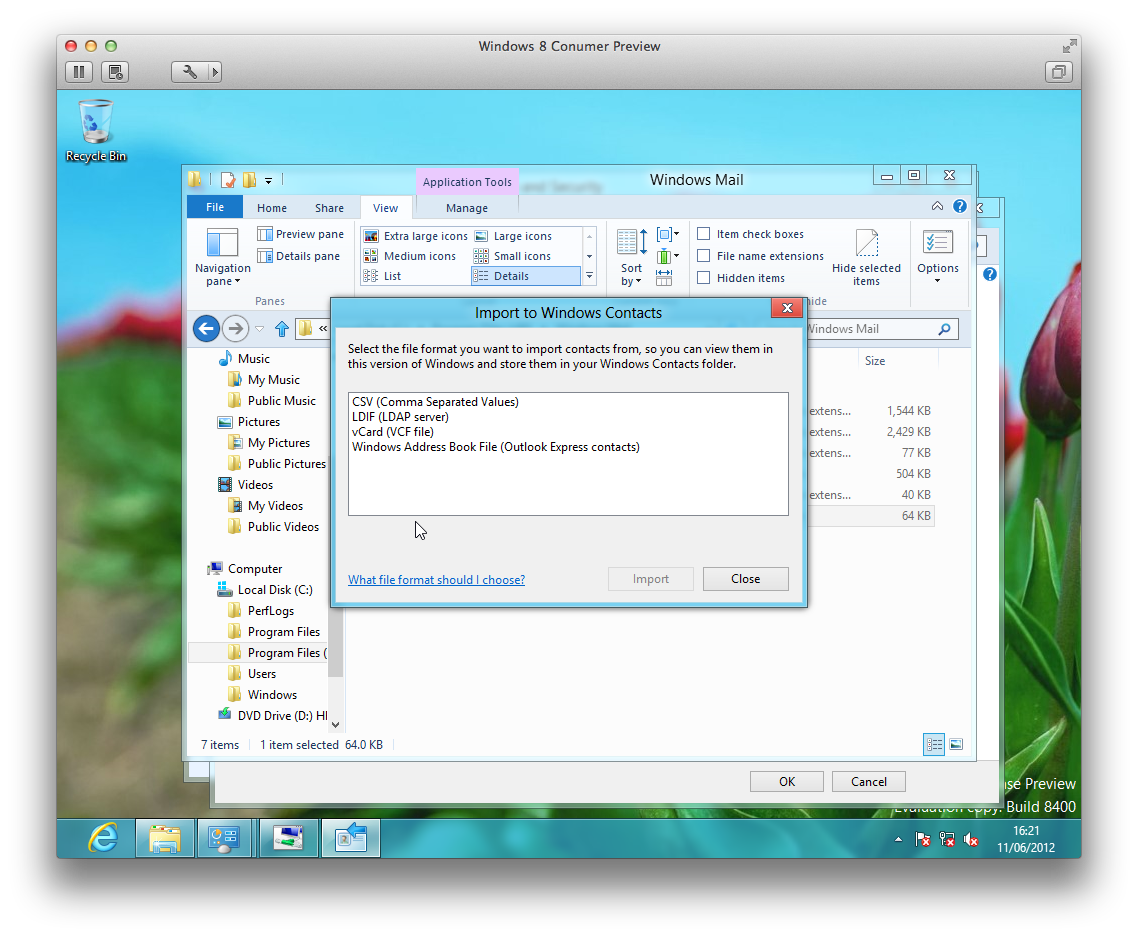 Windows 8 Conumer Preview
Recycle Bin
Application Tools
and Security
Windows Mail
File
Home
Share
View
Manage
Navigation pane
Preview pane
Details pane
Panes
Extra large icons
Large icons
Medium icons
Small icons
List
Details
Sort by
Item check boxes
File name extensions
Hidden items
Hide selected items
Options
hide
«
Windows Mail
Import to Windows Contacts
Select the file format you want to import contacts from, so you can view them in
this version of Windows and store them in your Windows Contacts folder.
CSV (Comma Separated Values)
LDIF (LDAP server)
vCard (VCF file)
Windows Address Book File (Outlook Express contacts)
What file format should I choose?
Import
Close
Music
My Music
Public Music
Pictures
My Pictures
Public Pictures
Videos
My Videos
Public Videos
Computer
Local Disk (C:)
PerfLogs
Program Files
Program Files (
Users
Windows
DVD Drive (D:) H
Size
extens... 1,544 KB
extens... 2,429 KB
extens... 77 KB
504 KB
extens... 40 KB
64 KB
7 items
1 item selected 64.0 KB
OK
Cancel
se Preview
Evaluation copy. Build 8400
16:21
11/06/2012